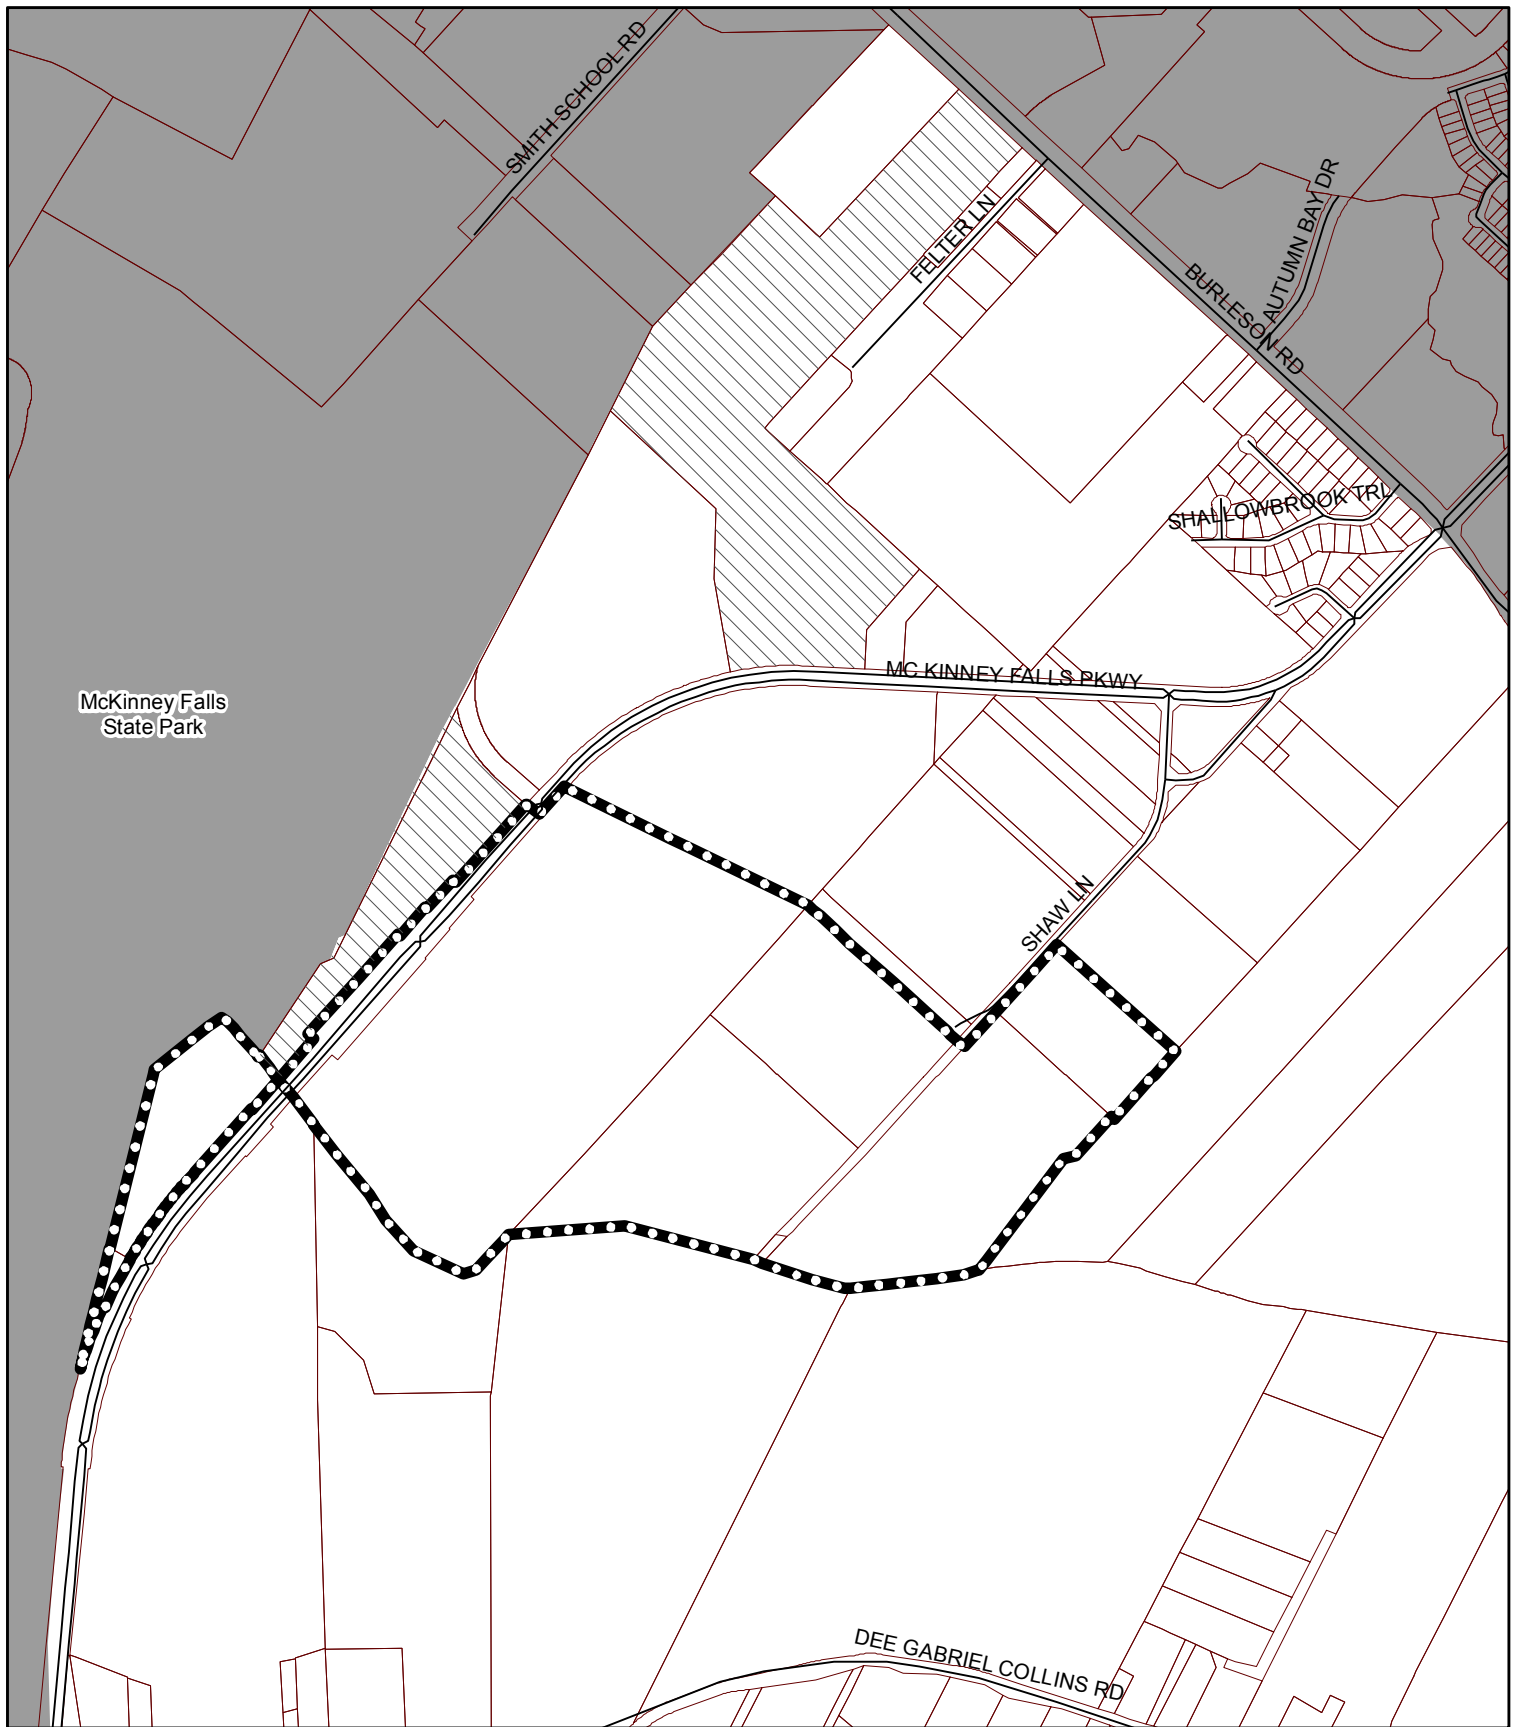 SMITH SCHOOL RD
FELTER LN
AUTUMN BAY DR
BURLESON RD
SHALLOWBROOK TRL
MC KINNEY FALLS PKWY
McKinney Falls
State Park
SHAW LN
DEE GABRIEL COLLINS RD